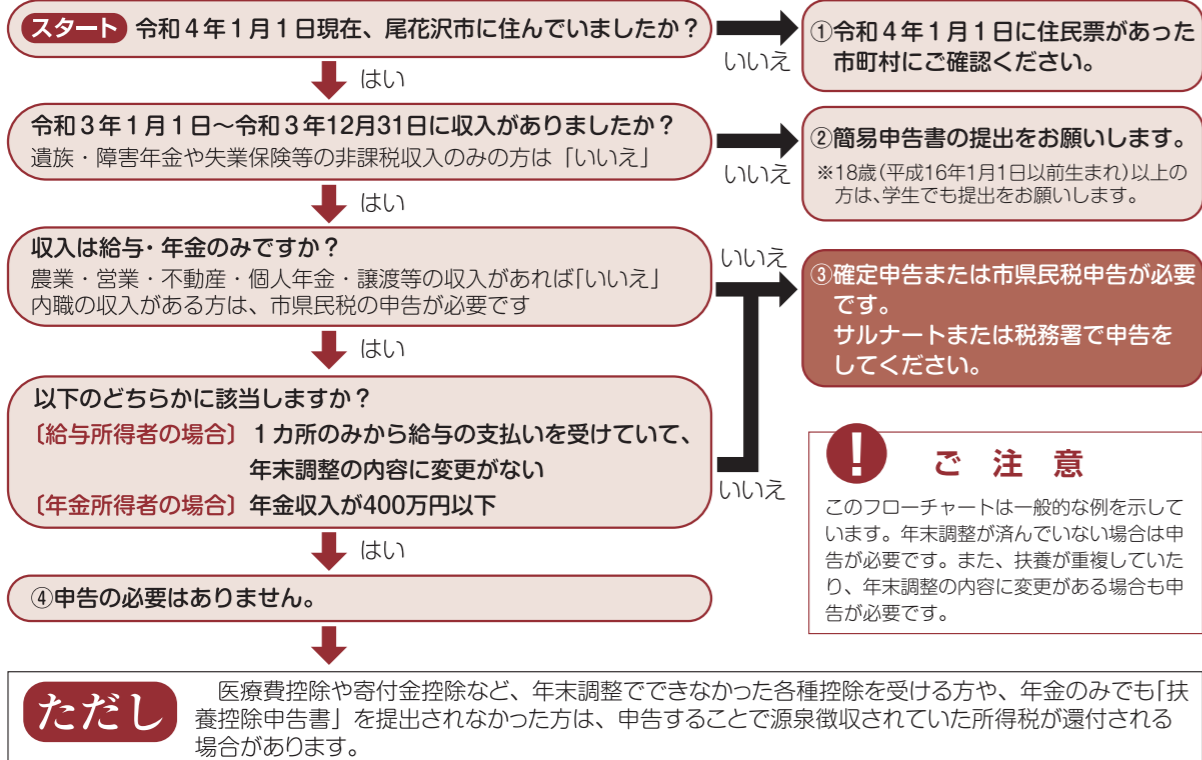 スタート 令和４年１月１日現在、尾花沢市に住んでいましたか？
いいえ
①令和４年１月１日に住民票があった
市町村にご確認ください。
はい
令和３年１月１日～令和３年12月31日に収入がありましたか？
遺族・障害年金や失業保険等の非課税収入のみの方は「いいえ」
いいえ
②簡易申告書の提出をお願いします。
※18歳(平成16年1月1日以前生まれ)以上の
方は、学生でも提出をお願いします。
はい
収入は給与・年金のみですか？
農業・営業・不動産・個人年金・譲渡等の収入があれば「いいえ」
内職の収入がある方は、市県民税の申告が必要です
いいえ
③確定申告または市県民税申告が必要
です。
サルナートまたは税務署で申告を
してください。
はい
以下のどちらかに該当しますか？
〔給与所得者の場合〕１カ所のみから給与の支払いを受けていて、
年末調整の内容に変更がない
〔年金所得者の場合〕年金収入が400万円以下
いいえ
はい
④申告の必要はありません。
！ ご 注 意
このフローチャートは一般的な例を示して
います。年末調整が済んでいない場合は申
告が必要です。また、扶養が重複していた
り、年末調整の内容に変更がある場合も申
告が必要です。
ただし
医療費控除や寄付金控除など、年末調整でできなかった各種控除を受ける方や、年金のみでも「扶
養控除申告書」を提出されなかった方は、申告することで源泉徴収されていた所得税が還付される
場合があります。